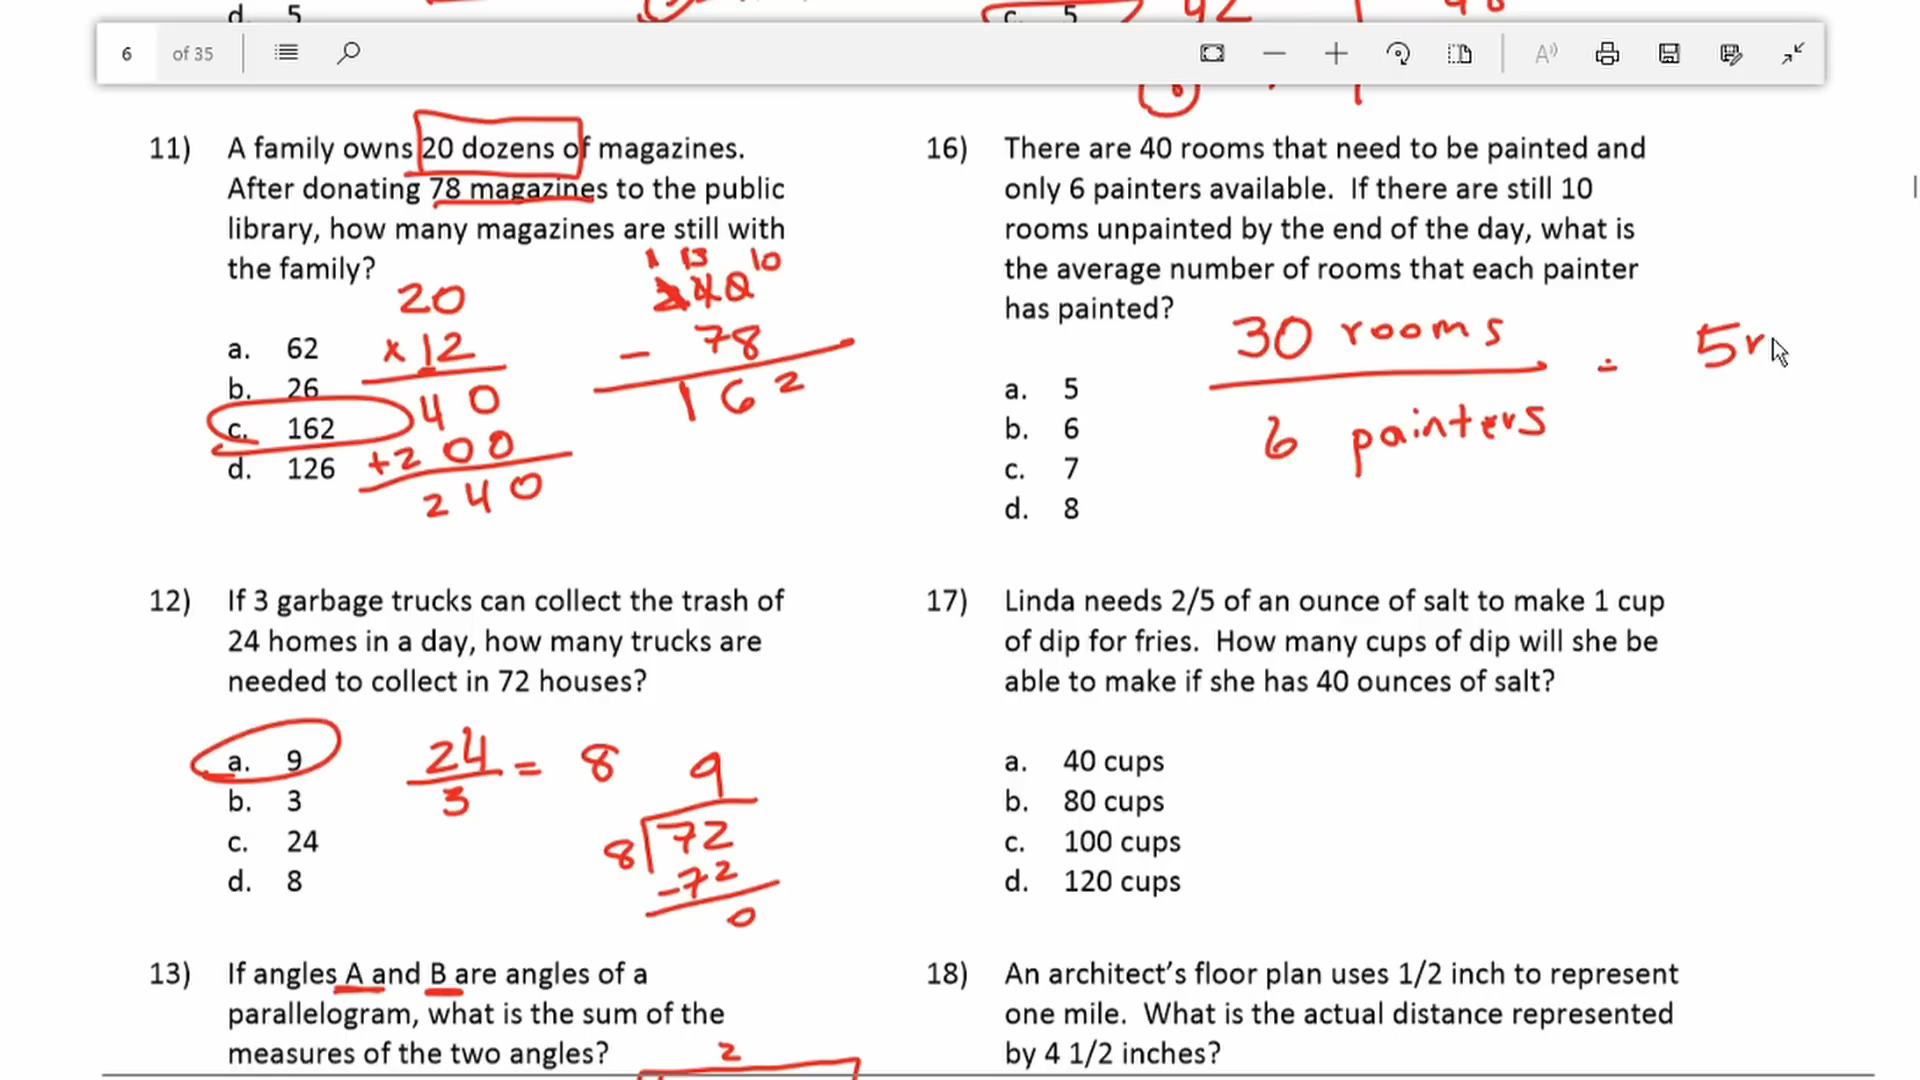 d. 5
c. 5 42 48
6 of 35
11) A family owns 20 dozens of magazines.
After donating 78 magazines to the public
library, how many magazines are still with
the family?
1 13 10
20
240
a. 62
x 12
- 78
b. 26
40
162
c. 162
+200
d. 126
240
12) If 3 garbage trucks can collect the trash of
24 homes in a day, how many trucks are
needed to collect in 72 houses?
a. 9
24
3
= 8
9
b. 3
8 72
c. 24
-72
d. 8
0
13) If angles A and B are angles of a
parallelogram, what is the sum of the
measures of the two angles?
2
16) There are 40 rooms that need to be painted and
only 6 painters available. If there are still 10
rooms unpainted by the end of the day, what is
the average number of rooms that each painter
has painted?
30 rooms
= 5r
6 painters
a. 5
b. 6
c. 7
d. 8
17) Linda needs 2/5 of an ounce of salt to make 1 cup
of dip for fries. How many cups of dip will she be
able to make if she has 40 ounces of salt?
a. 40 cups
b. 80 cups
c. 100 cups
d. 120 cups
18) An architect’s floor plan uses 1/2 inch to represent
one mile. What is the actual distance represented
by 4 1/2 inches?